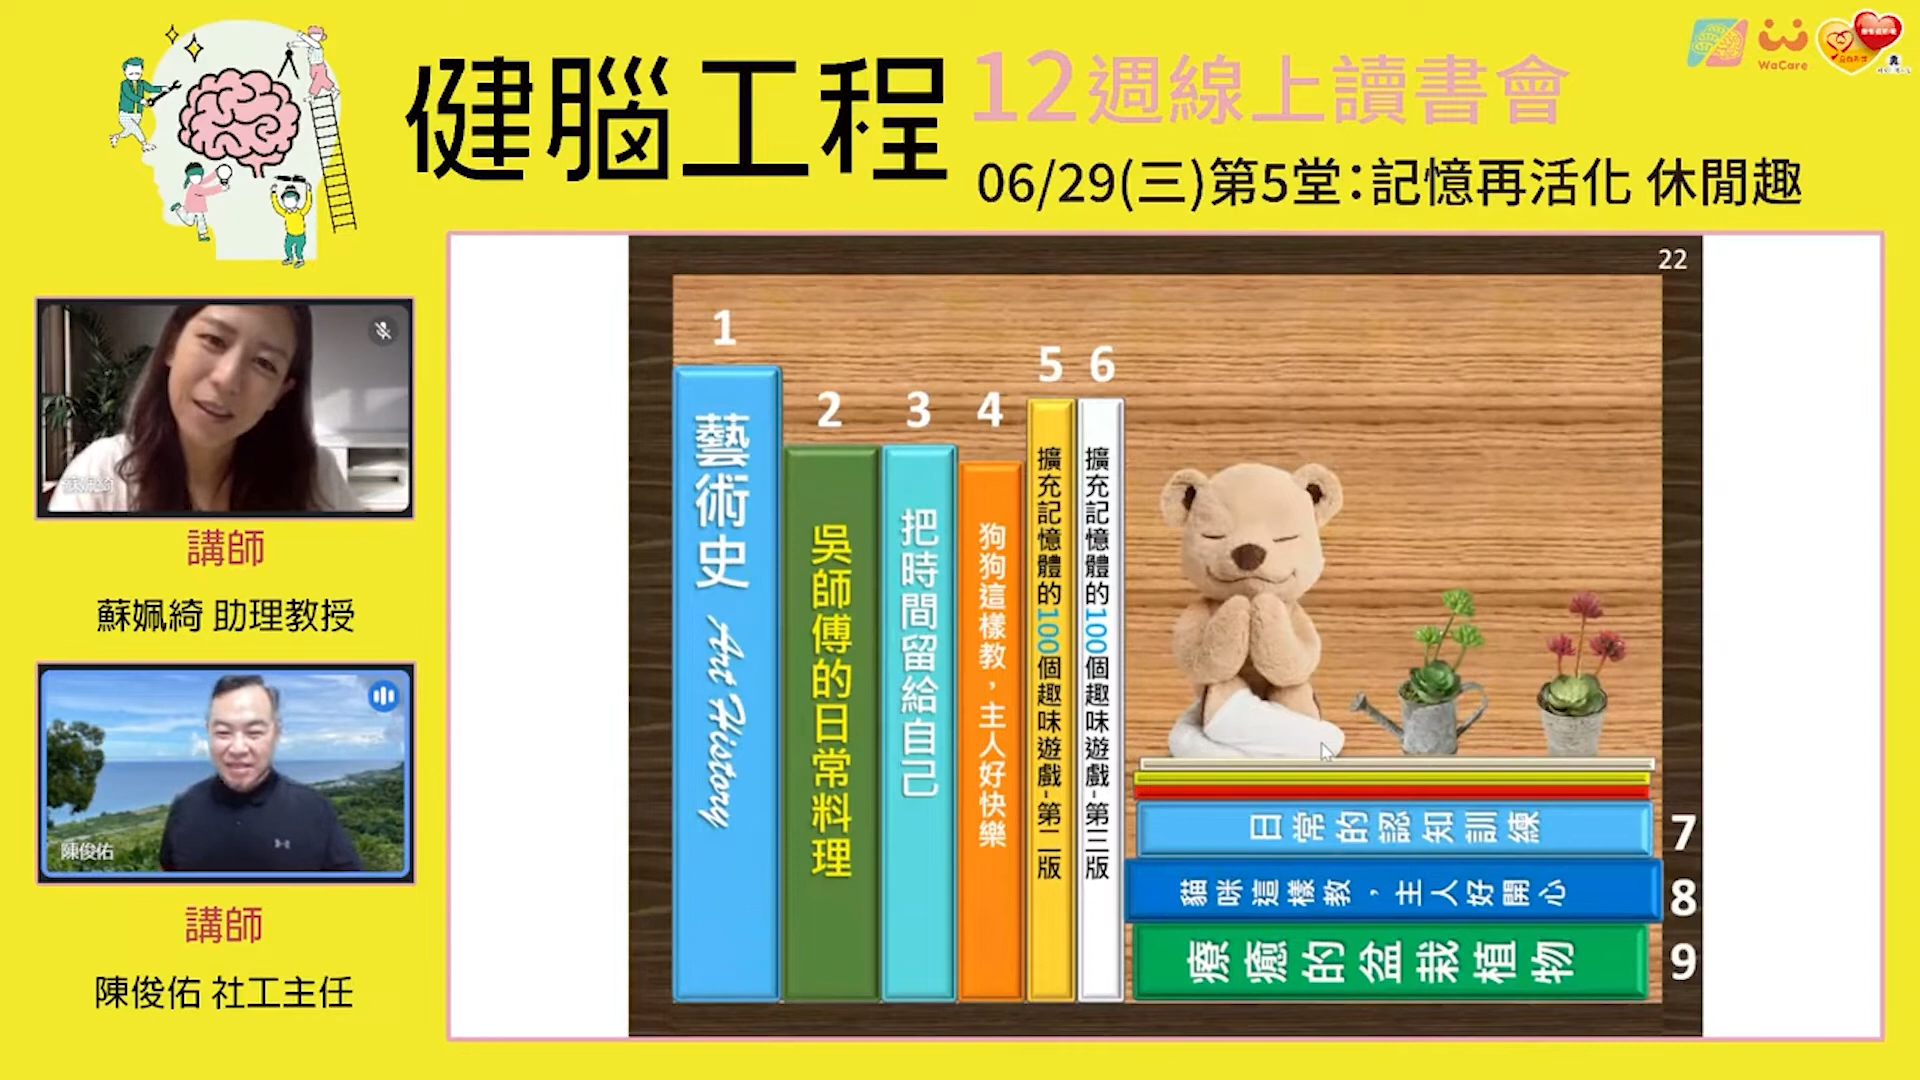 健腦工程
12週線上讀書會
06/29(三)第5堂：記憶再活化 休閒趣
WaCare
講師
蘇姵綺 助理教授
陳俊佑
講師
陳俊佑 社工主任
22
1
藝術史 Art History
2
吳師傅的日常料理
3
把時間留給自己
4
狗狗這樣教，主人好快樂
5
擴充記憶體的100個趣味遊戲-第二版
6
擴充記憶體的100個趣味遊戲-第三版
日常的認知訓練
7
貓咪這樣教，主人好開心
8
療癒的盆栽植物
9